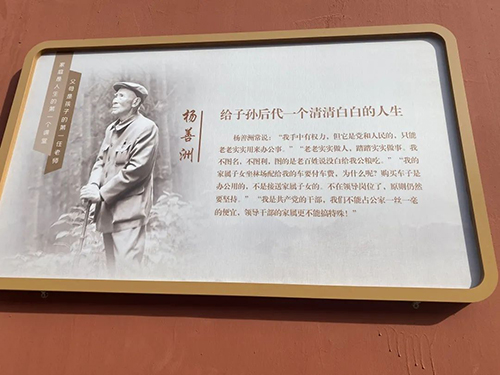 家庭是人生的第一个课堂
父母是孩子的第一任老师
杨善洲
给子孙后代一个清清白白的人生
杨善洲常说：“我手中有权力，但它是党和人民的，只能
老老实实用来办公事。”“老老实实做人，踏踏实实做事。我
不图名，不图利，图的是老百姓说没白给我公粮吃。”“我的
家属子女坐林场配给我的车要付车费，为什么呢？购买车子是
办公用的，不是接送家属子女的。不在领导岗位了，原则仍然
要坚持。”“我是共产党的干部，我们不能占公家一丝一毫
的便宜，领导干部的家属更不能搞特殊！”